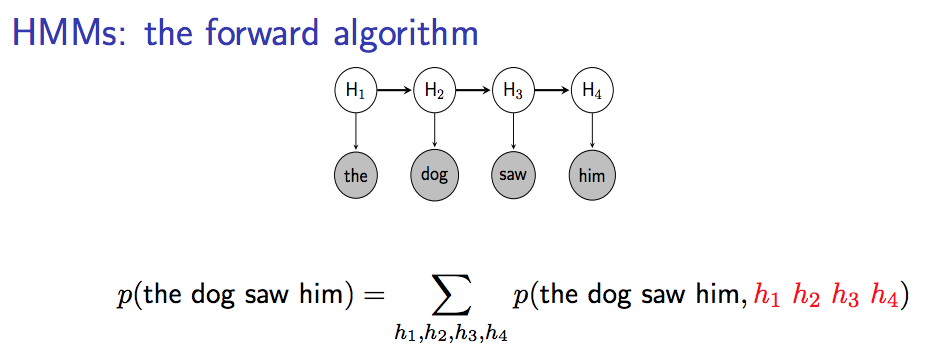 HMMs: the forward algorithm
H₁ H₂ H₃ H₄
the dog saw him
p(the dog saw him) = ∑ p(the dog saw him, h₁ h₂ h₃ h₄)
h₁,h₂,h₃,h₄